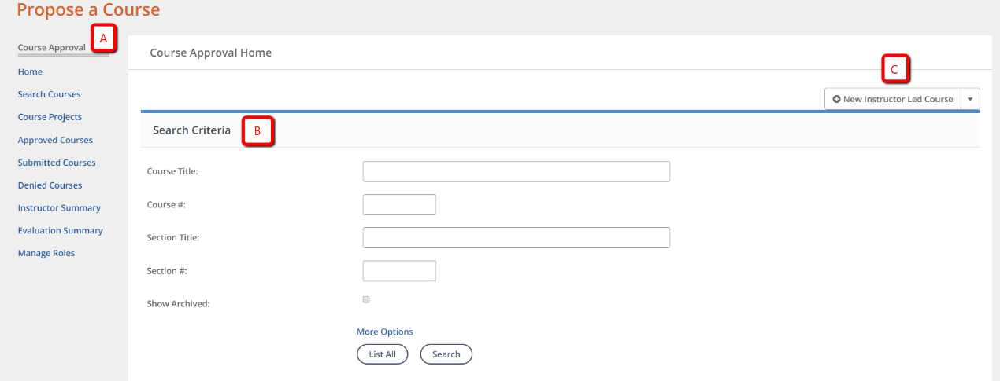 Propose a Course
A
Course Approval
Home
Search Courses
Course Projects
Approved Courses
Submitted Courses
Denied Courses
Instructor Summary
Evaluation Summary
Manage Roles
Course Approval Home
C
New Instructor Led Course
Search Criteria B
Course Title:
Course #:
Section Title:
Section #:
Show Archived:
More Options
List All Search